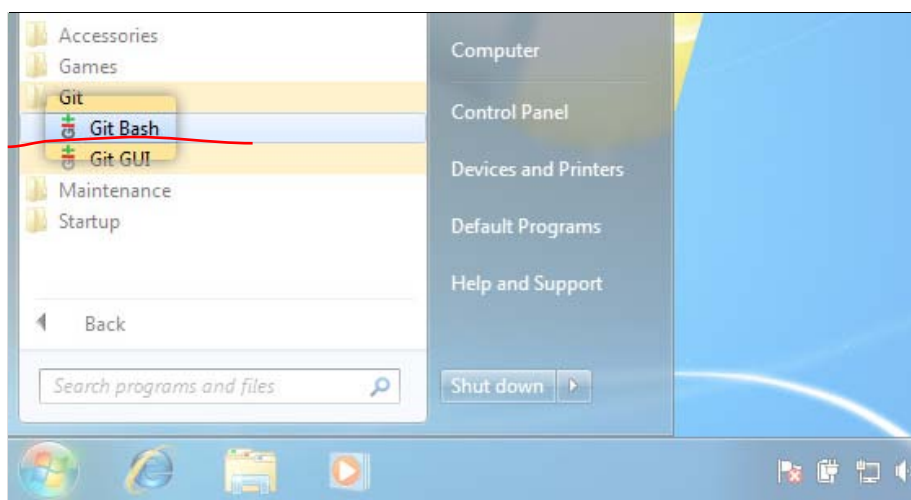 Accessories
Games
Git
Git Bash
Git GUI
Maintenance
Startup
Back
Search programs and files
Computer
Control Panel
Devices and Printers
Default Programs
Help and Support
Shut down